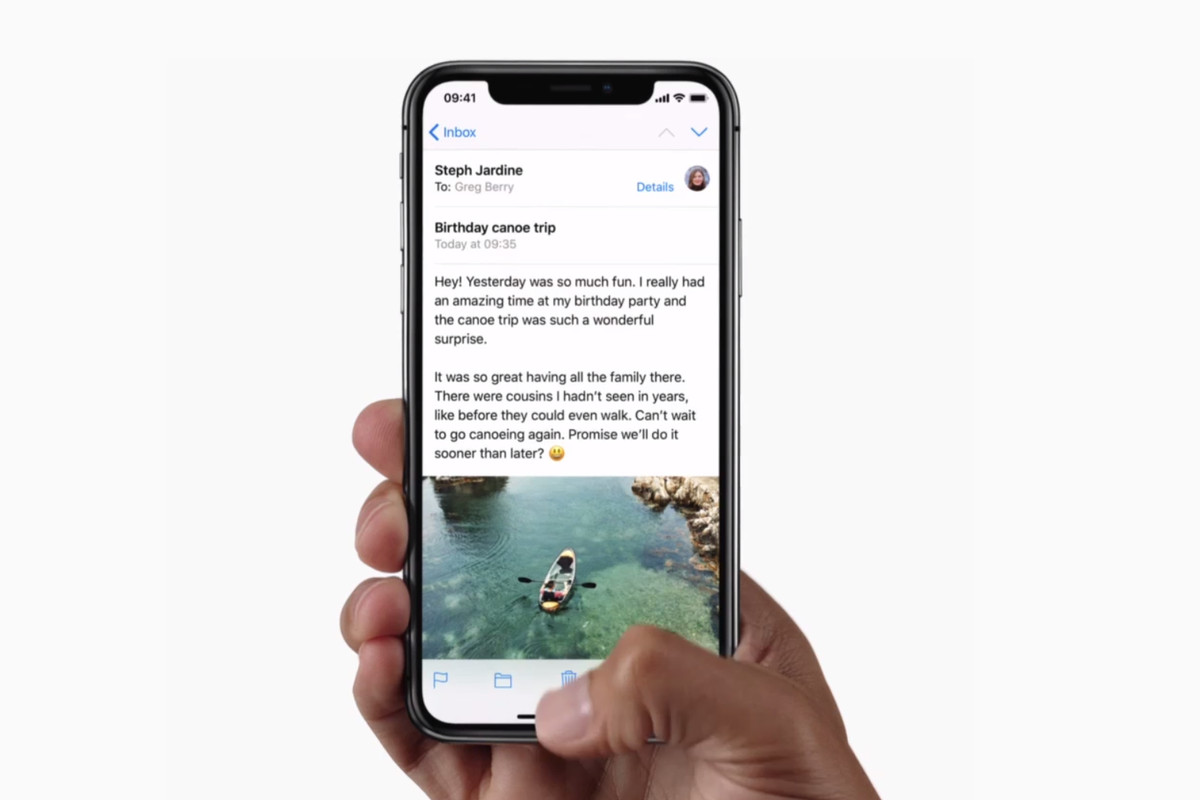 09:41
Inbox
Steph Jardine
To: Greg Berry
Details
Birthday canoe trip
Today at 09:35
Hey! Yesterday was so much fun. I really had
an amazing time at my birthday party and
the canoe trip was such a wonderful
surprise.
It was so great having all the family there.
There were cousins I hadn't seen in years,
like before they could even walk. Can't wait
to go canoeing again. Promise we'll do it
sooner than later? 😃